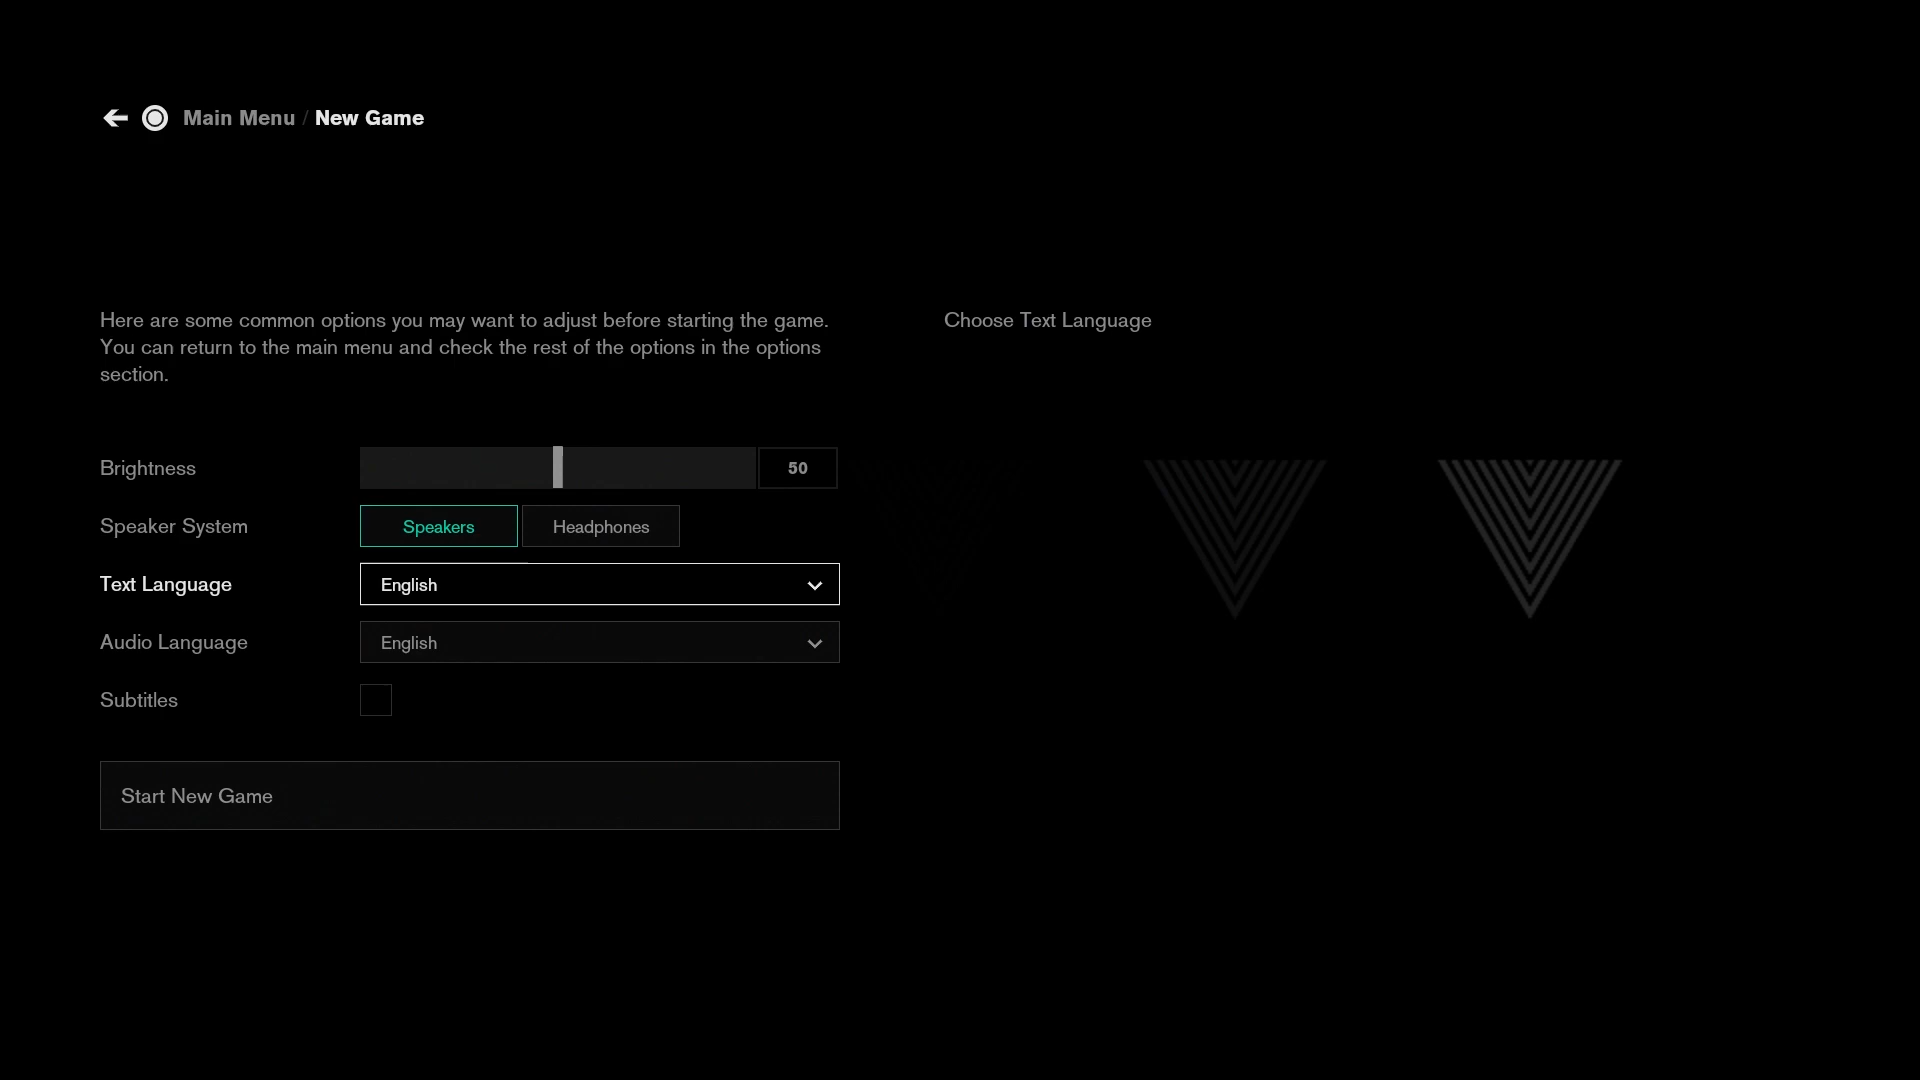 Main Menu / New Game
Here are some common options you may want to adjust before starting the game.
You can return to the main menu and check the rest of the options in the options
section.
Choose Text Language
Brightness
50
Speaker System
Speakers
Headphones
Text Language
English
Audio Language
English
Subtitles
Start New Game